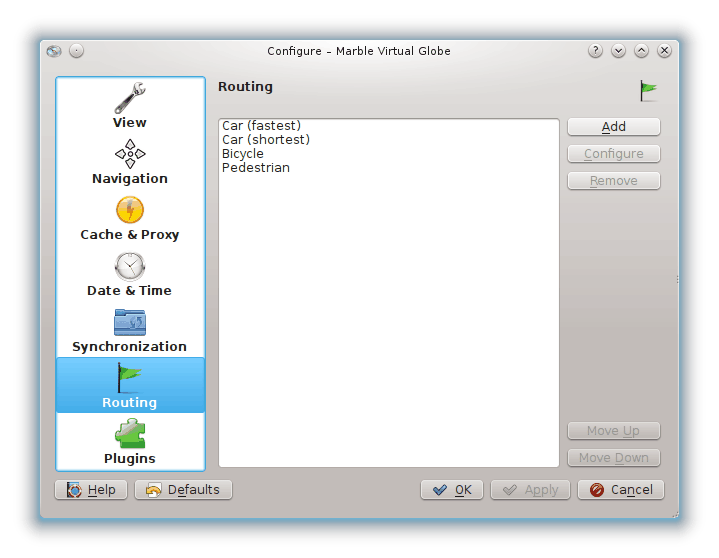 Configure – Marble Virtual Globe
View
Navigation
Cache & Proxy
Date & Time
Synchronization
Routing
Plugins
Routing
Car (fastest)
Car (shortest)
Bicycle
Pedestrian
Add
Configure
Remove
Move Up
Move Down
Help
Defaults
OK
Apply
Cancel